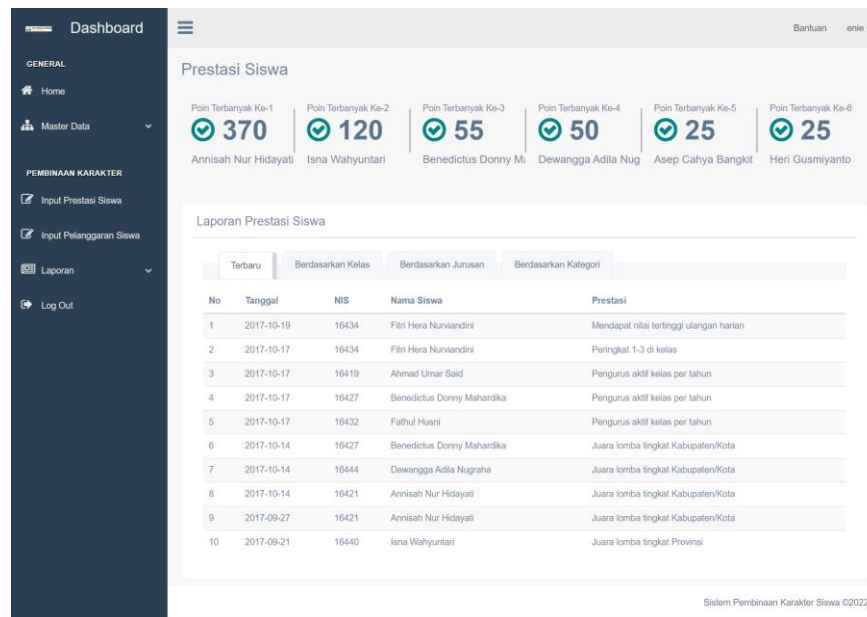 Dashboard
Bantuan enie
GENERAL
Home
Master Data
PEMBINAAN KARAKTER
Input Prestasi Siswa
Input Pelanggaran Siswa
Laporan
Log Out
Prestasi Siswa
Poin Terbanyak Ke-1 Poin Terbanyak Ke-2 Poin Terbanyak Ke-3 Poin Terbanyak Ke-4 Poin Terbanyak Ke-5 Poin Terbanyak Ke-6
370 120 55 50 25 25
Annisah Nur Hidayati Isna Wahyuntari Benedictus Donny Ma Dewangga Adila Nug Asep Cahya Bangkit Heri Gusmiyanto
Laporan Prestasi Siswa
Terbaru Berdasarkan Kelas Berdasarkan Jurusan Berdasarkan Kategori
No Tanggal NIS Nama Siswa Prestasi
1 2017-10-19 16434 Fitri Hera Nurviandini Mendapat nilai tertinggi ulangan harian
2 2017-10-17 16434 Fitri Hera Nurviandini Peringkat 1-3 di kelas
3 2017-10-17 16419 Ahmad Umar Said Pengurus aktif kelas per tahun
4 2017-10-17 16427 Benedictus Donny Mahardika Pengurus aktif kelas per tahun
5 2017-10-17 16432 Fathul Husni Pengurus aktif kelas per tahun
6 2017-10-14 16427 Benedictus Donny Mahardika Juara lomba tingkat Kabupaten/Kota
7 2017-10-14 16444 Dewangga Adila Nugraha Juara lomba tingkat Kabupaten/Kota
8 2017-10-14 16421 Annisah Nur Hidayati Juara lomba tingkat Kabupaten/Kota
9 2017-09-27 16421 Annisah Nur Hidayati Juara lomba tingkat Kabupaten/Kota
10 2017-09-21 16440 Isna Wahyuntari Juara lomba tingkat Provinsi
Sistem Pembinaan Karakter Siswa ©2022